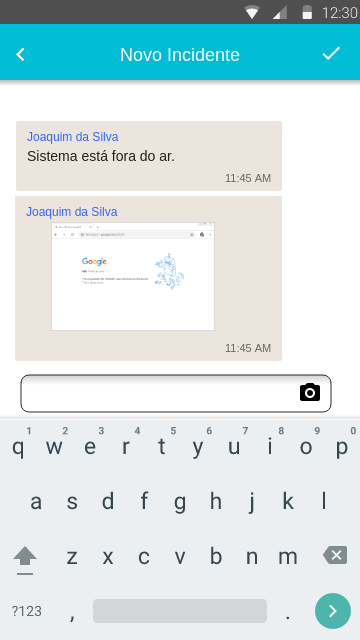 12:30
Novo Incidente
Joaquim da Silva
Sistema está fora do ar.
11:45 AM
Joaquim da Silva
Google
11:45 AM
1 2 3 4 5 6 7 8 9 0
q w e r t y u i o p
a s d f g h j k l
z x c v b n m
?123 , .